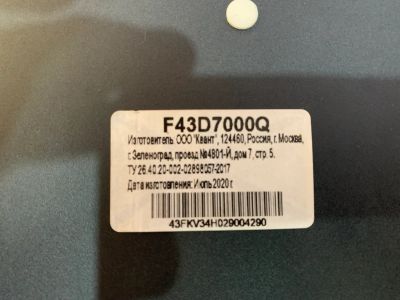 F43D7000Q
Изготовитель: ООО "Квант", 124460, Россия, г. Москва,
г. Зеленоград, проезд №4801-Й, дом 7, стр. 5.
ТУ 26.40.20-002-02898057-2017
Дата изготовления: Июль 2020 г.
43FKV34H029004290